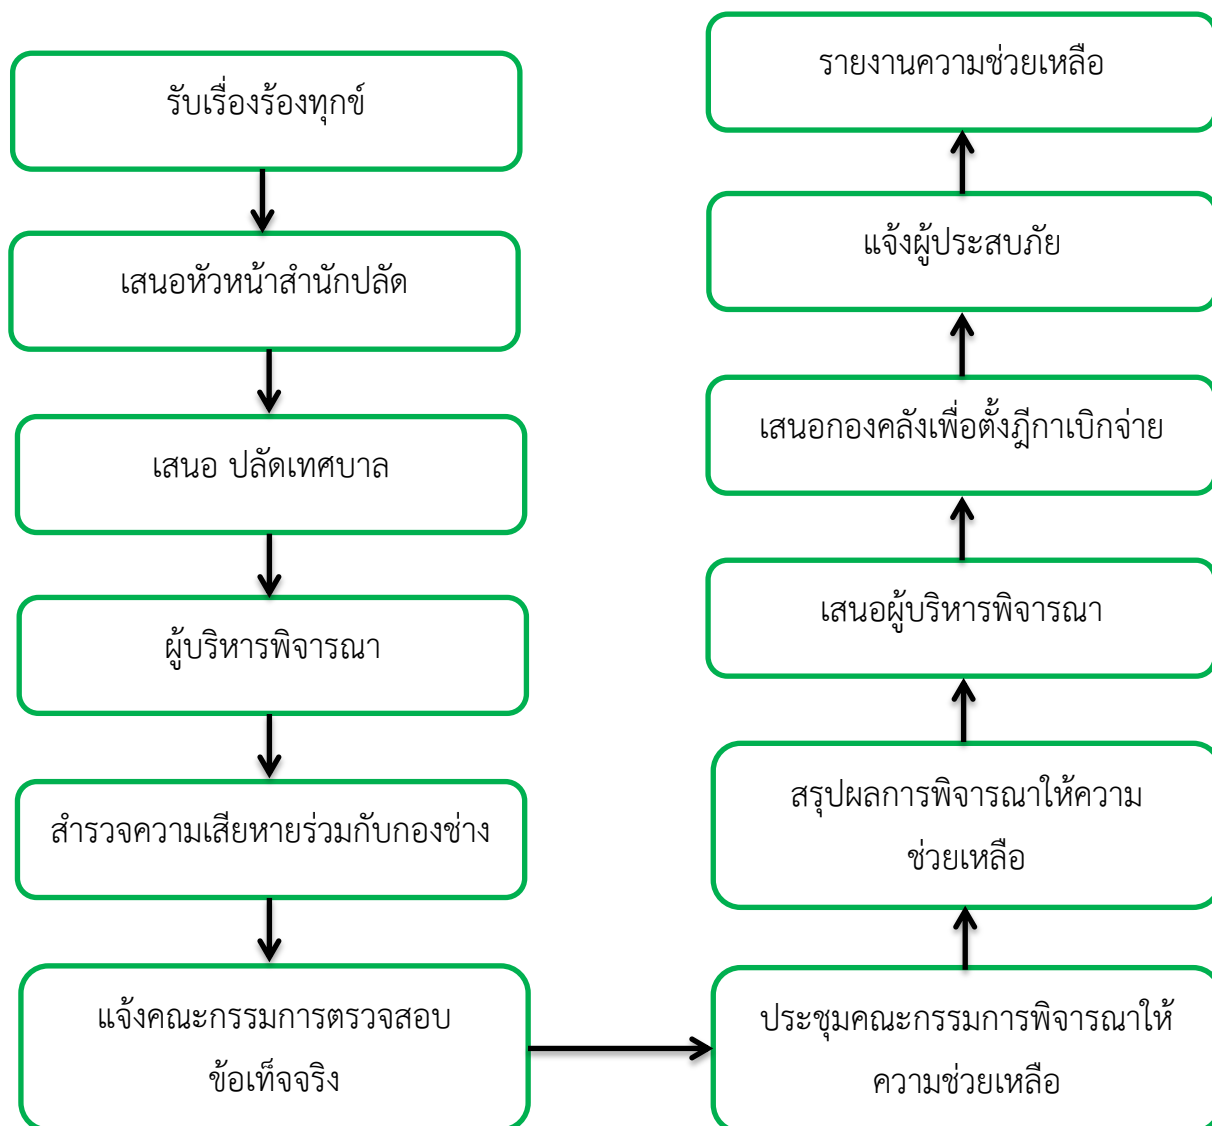 รับเรื่องร้องทุกข์
เสนอหัวหน้าสำนักปลัด
เสนอ ปลัดเทศบาล
ผู้บริหารพิจารณา
สำรวจความเสียหายร่วมกับกองช่าง
แจ้งคณะกรรมการตรวจสอบ
ข้อเท็จจริง
ประชุมคณะกรรมการพิจารณาให้
ความช่วยเหลือ
สรุปผลการพิจารณาให้ความ
ช่วยเหลือ
เสนอผู้บริหารพิจารณา
เสนอกองคลังเพื่อตั้งฎีกาเบิกจ่าย
แจ้งผู้ประสบภัย
รายงานความช่วยเหลือ